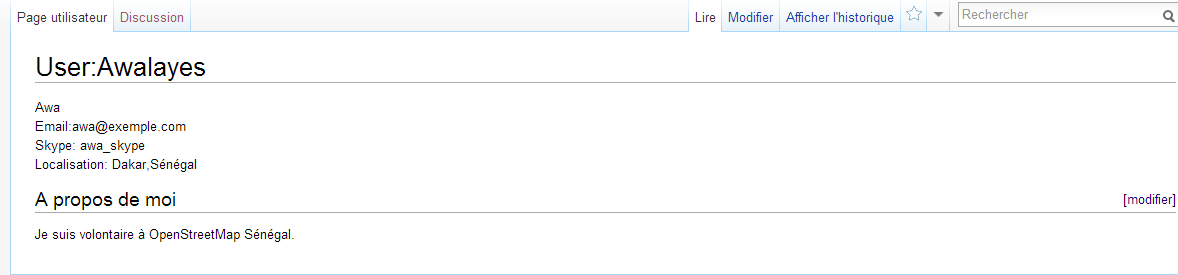 Page utilisateur Discussion Lire Modifier Afficher l'historique Rechercher
User:Awalayes
Awa
Email:awa@exemple.com
Skype: awa_skype
Localisation: Dakar,Sénégal
A propos de moi [modifier]
Je suis volontaire à OpenStreetMap Sénégal.